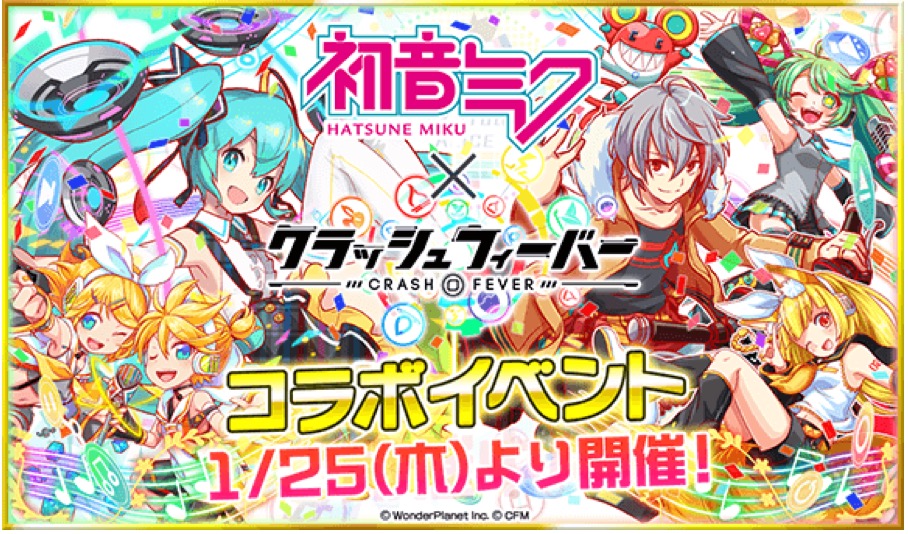 初音ミク
HATSUNE MIKU
×
クラッシュフィーバー
CRASH FEVER
コラボイベント
1/25(木)より開催!
© WonderPlanet Inc. © CFM